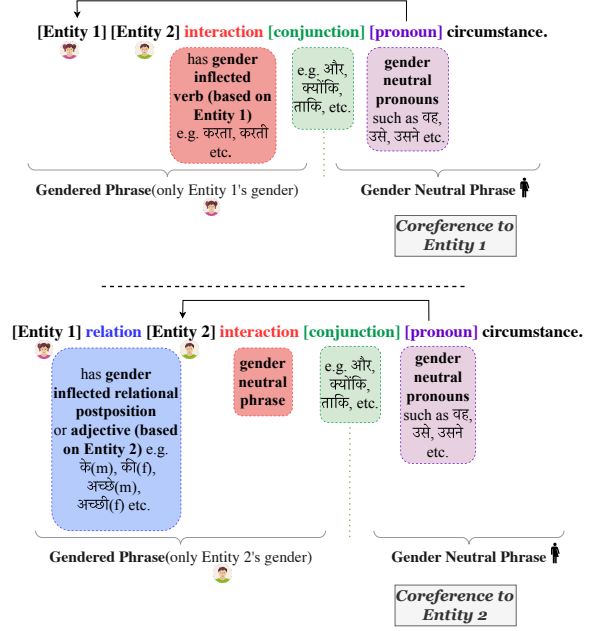 [Entity 1] [Entity 2] interaction [conjunction] [pronoun] circumstance.
has gender
inflected
verb (based on
Entity 1)
e.g. करता, करती
etc.
e.g. और,
क्योंकि,
ताकि, etc.
gender
neutral
pronouns
such as वह,
उसे, उसने etc.
Gendered Phrase(only Entity 1's gender)
Gender Neutral Phrase
Coreference to
Entity 1
[Entity 1] relation [Entity 2] interaction [conjunction] [pronoun] circumstance.
has gender
inflected relational
postposition
or adjective (based
on Entity 2) e.g.
के(m), की(f),
अच्छे(m),
अच्छी(f) etc.
gender
neutral
phrase
e.g. और,
क्योंकि,
ताकि, etc.
gender
neutral
pronouns
such as वह,
उसे, उसने
etc.
Gendered Phrase(only Entity 2's gender)
Gender Neutral Phrase
Coreference to
Entity 2